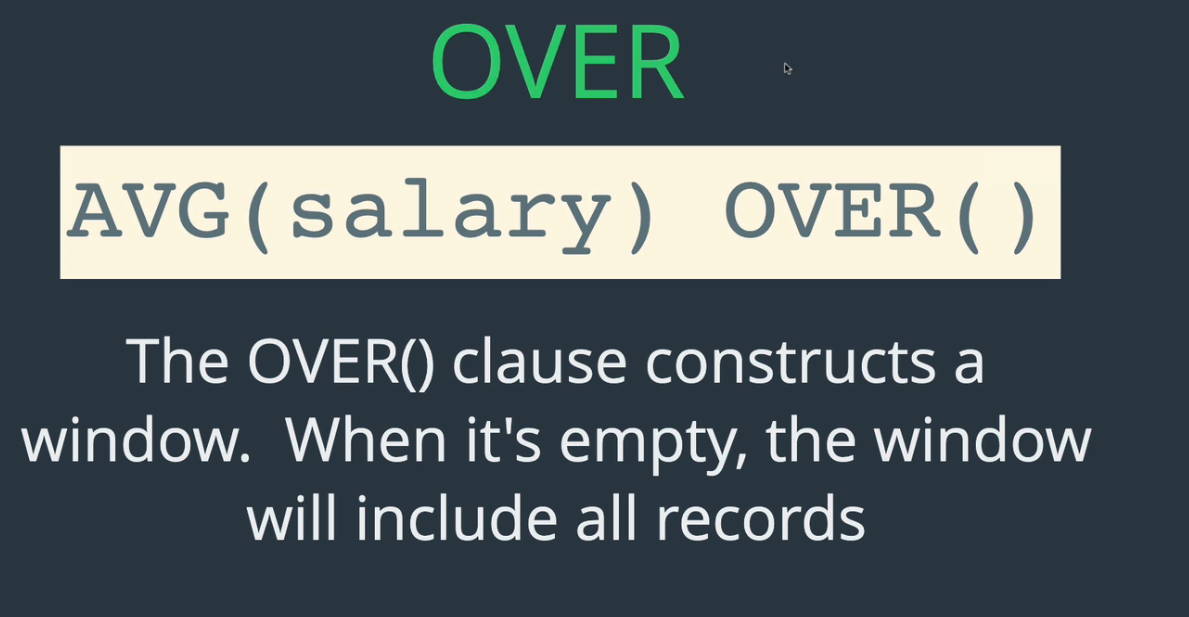 OVER
AVG(salary) OVER()
The OVER() clause constructs a
window.  When it's empty, the window
will include all records